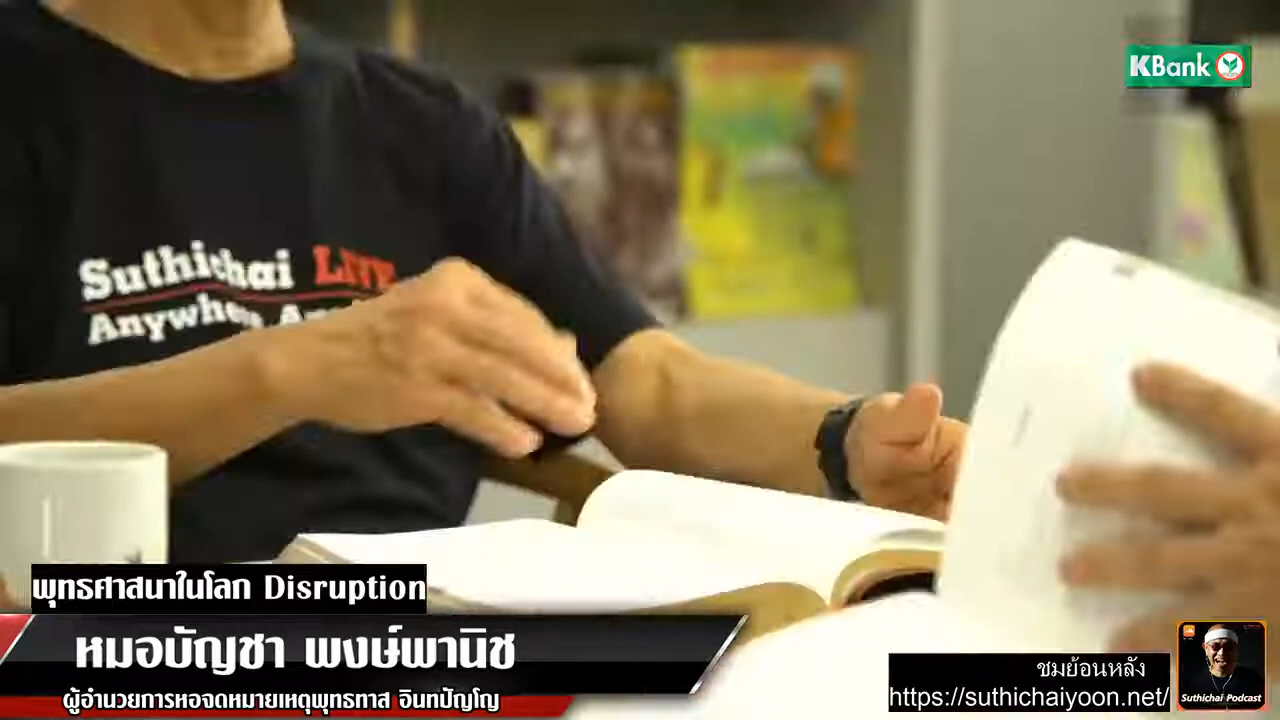 KBank
Suthichai LIVE
Anywhere
พุทธศาสนาในโลก Disruption
หมอบัญชา พงษ์พานิช
ผู้อำนวยการหอจดหมายเหตุพุทธทาส อินทปัญโญ
ชมย้อนหลัง
https://suthichaiyoon.net/
Suthichai Podcast